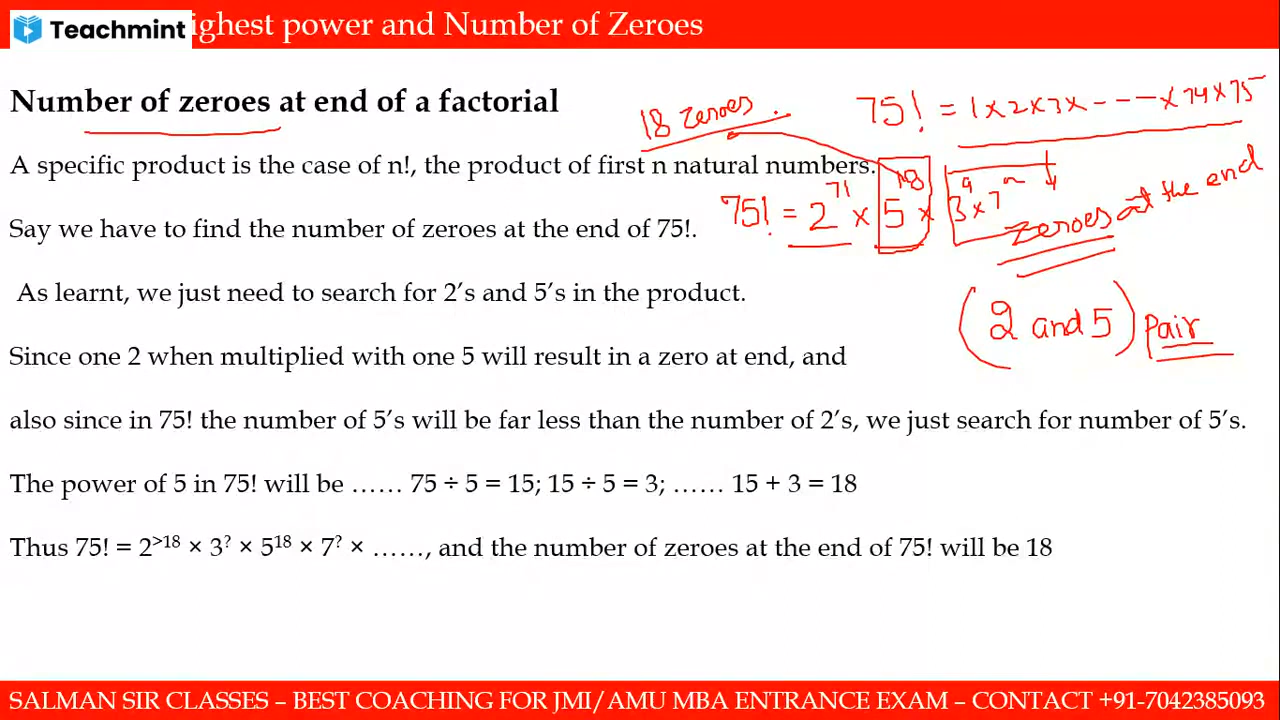 Teachmint
ighest power and Number of Zeroes
Number of zeroes at end of a factorial
18 zeroes.
75! = 1×2×3×-----×74×75
A specific product is the case of n!, the product of first n natural numbers.
75! = 2⁷¹ × 5¹⁸ × 3ᵃ × 7ⁿ
zeroes at the end
Say we have to find the number of zeroes at the end of 75!.
As learnt, we just need to search for 2’s and 5’s in the product.
(2 and 5) Pair
Since one 2 when multiplied with one 5 will result in a zero at end, and
also since in 75! the number of 5’s will be far less than the number of 2’s, we just search for number of 5’s.
The power of 5 in 75! will be …… 75 ÷ 5 = 15; 15 ÷ 5 = 3; …… 15 + 3 = 18
Thus 75! = 2^>18 × 3^? × 5^18 × 7^? × ……, and the number of zeroes at the end of 75! will be 18
SALMAN SIR CLASSES – BEST COACHING FOR JMI/AMU MBA ENTRANCE EXAM – CONTACT +91-7042385093